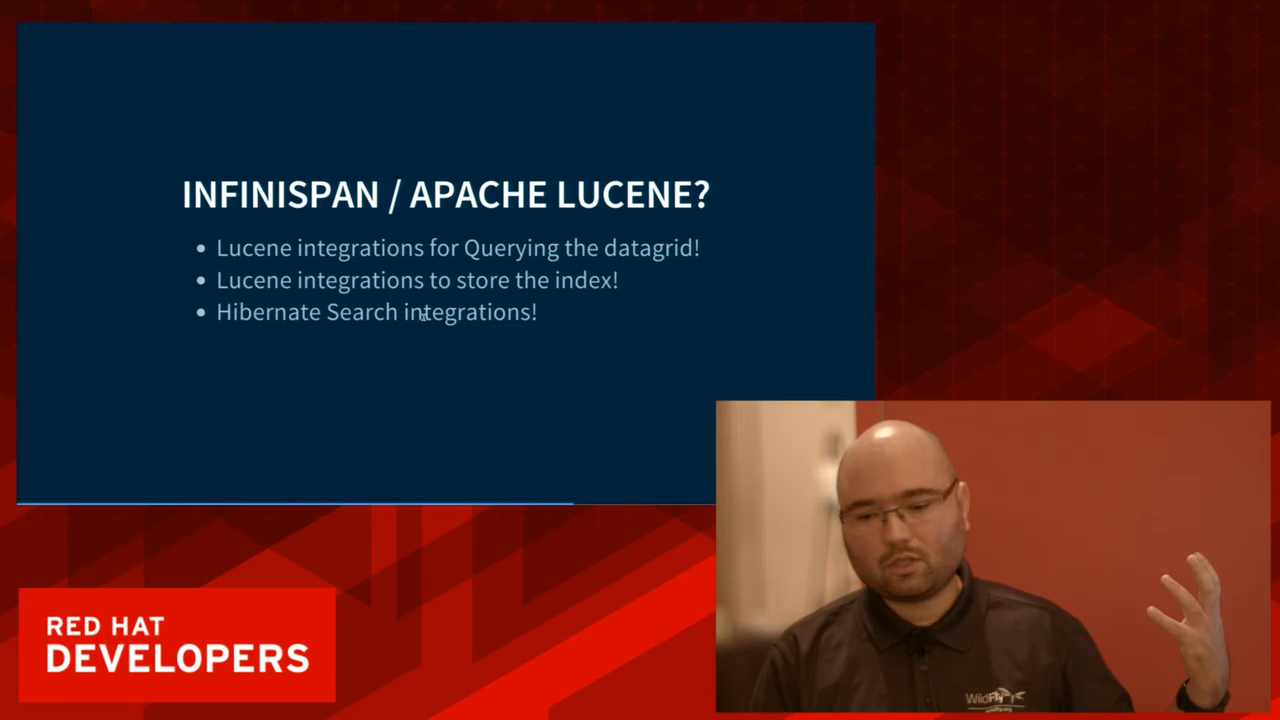 INFINISPAN / APACHE LUCENE?
• Lucene integrations for Querying the datagrid!
• Lucene integrations to store the index!
• Hibernate Search integrations!
RED HAT
DEVELOPERS
WildFly